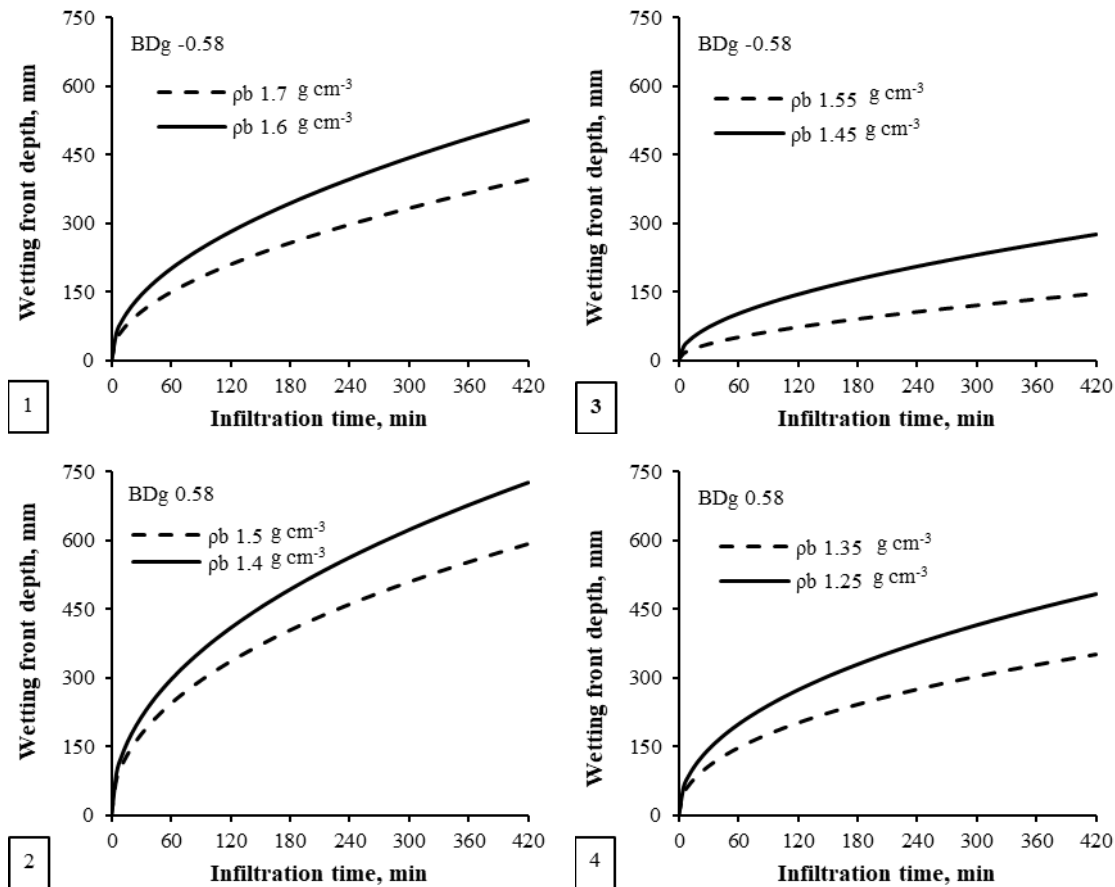 750
600
450
300
150
0
Wetting front depth, mm
BDg -0.58
ρb 1.7 g cm-3
ρb 1.6 g cm-3
0 60 120 180 240 300 360 420
Infiltration time, min
1
750
600
450
300
150
0
Wetting front depth, mm
BDg -0.58
ρb 1.55 g cm-3
ρb 1.45 g cm-3
0 60 120 180 240 300 360 420
Infiltration time, min
3
750
600
450
300
150
0
Wetting front depth, mm
BDg 0.58
ρb 1.5 g cm-3
ρb 1.4 g cm-3
0 60 120 180 240 300 360 420
Infiltration time, min
2
750
600
450
300
150
0
Wetting front depth, mm
BDg 0.58
ρb 1.35 g cm-3
ρb 1.25 g cm-3
0 60 120 180 240 300 360 420
Infiltration time, min
4